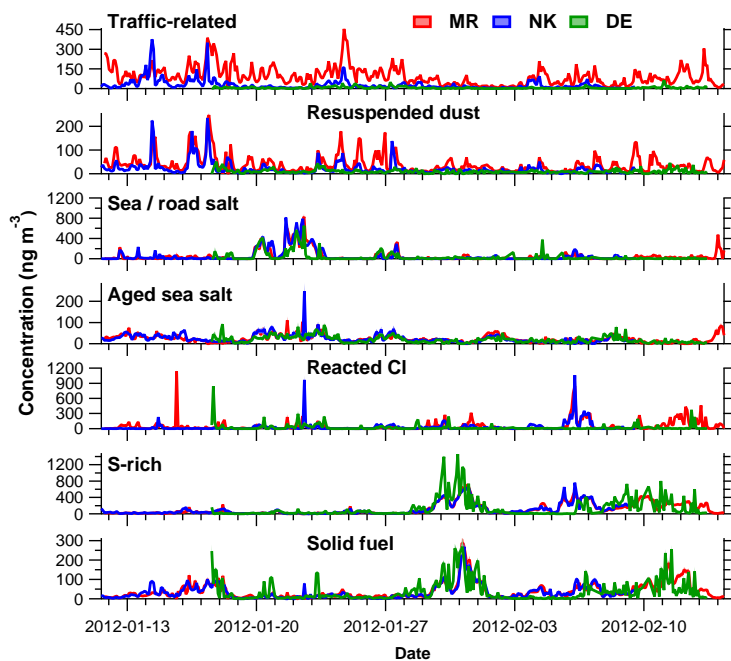 Traffic-related
MR NK DE
450
300
150
0
Resuspended dust
200
100
0
Sea / road salt
1200
800
400
0
Aged sea salt
200
100
0
Reacted Cl
1200
900
600
300
0
S-rich
1200
800
400
0
Solid fuel
300
200
100
0
Concentration (ng m-3)
2012-01-13 2012-01-20 2012-01-27 2012-02-03 2012-02-10
Date